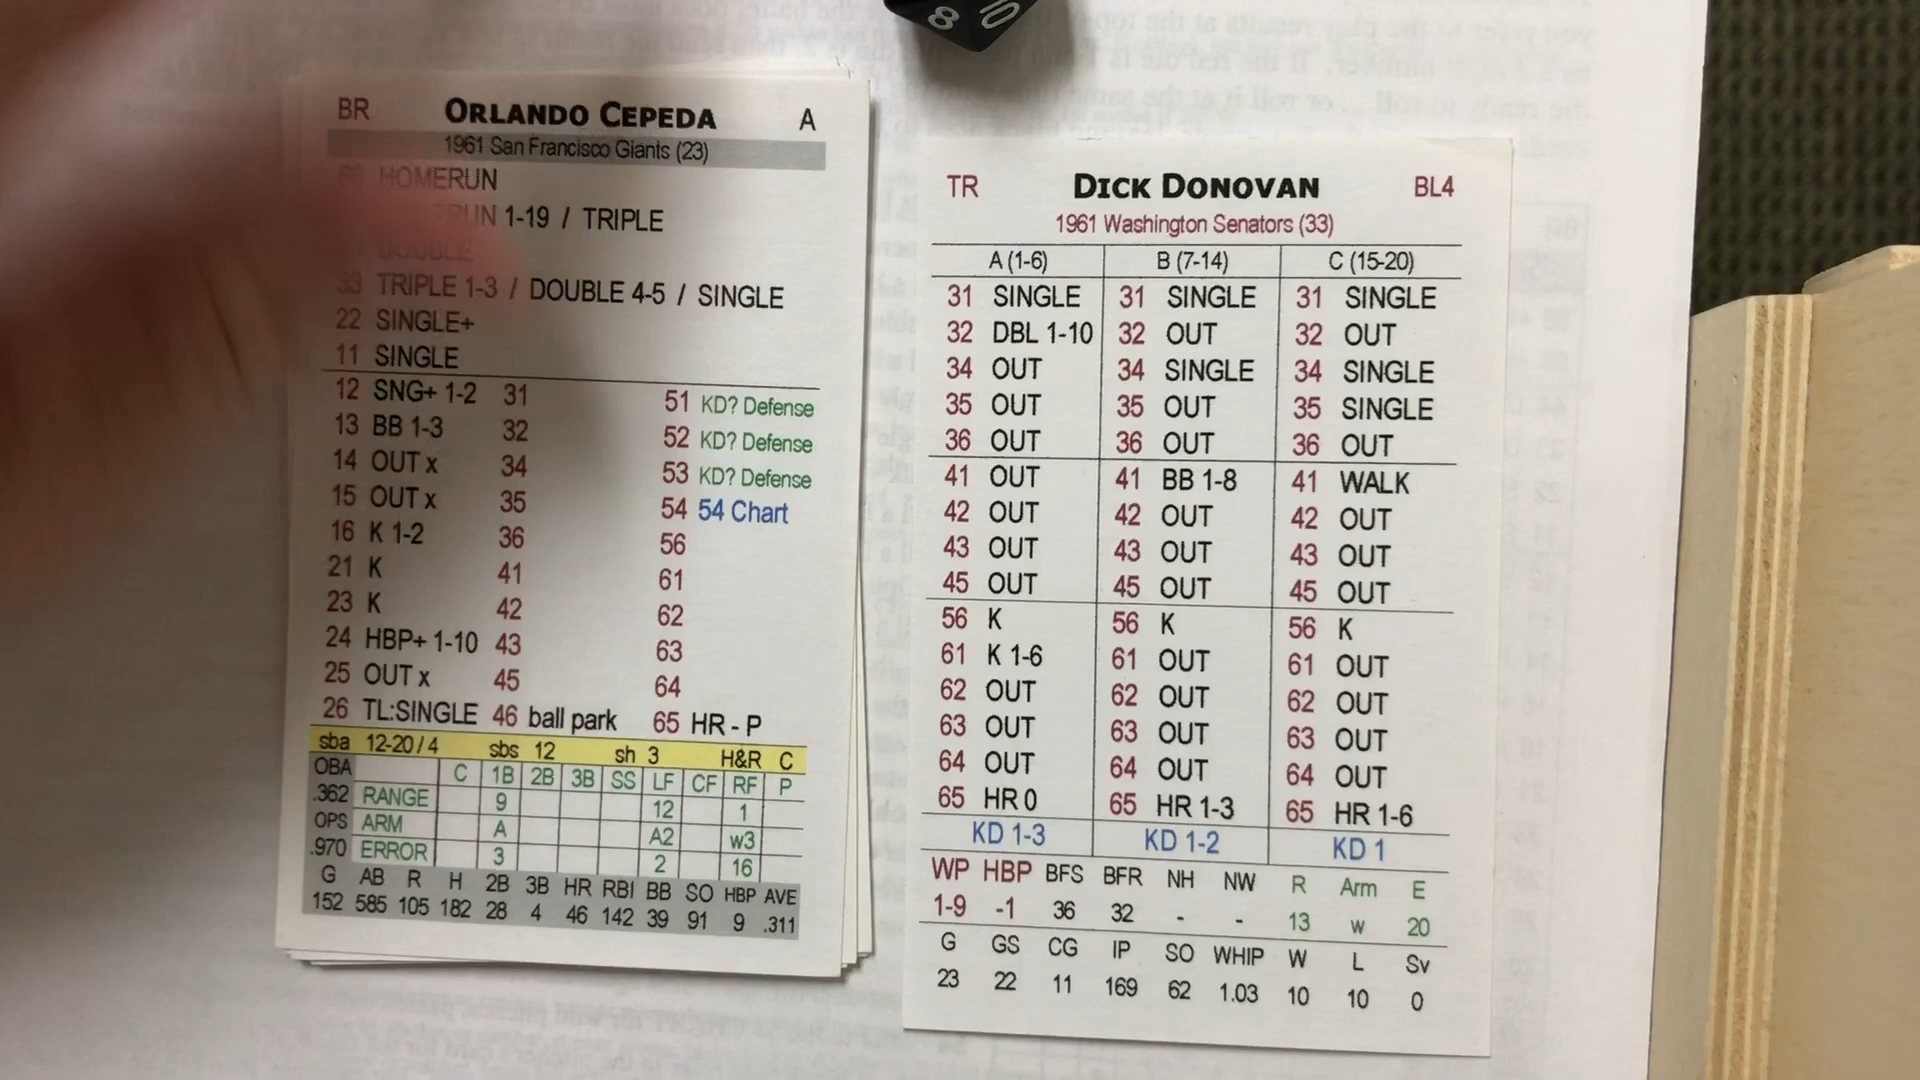 8 10
BR ORLANDO CEPEDA A
1961 San Francisco Giants (23)
66 HOMERUN
1-19 / TRIPLE
DOUBLE
33 TRIPLE 1-3 / DOUBLE 4-5 / SINGLE
22 SINGLE+
11 SINGLE
12 SNG+ 1-2 31 51 KD? Defense
13 BB 1-3 32 52 KD? Defense
14 OUT x 34 53 KD? Defense
15 OUT x 35 54 54 Chart
16 K 1-2 36 56
21 K 41 61
23 K 42 62
24 HBP+ 1-10 43 63
25 OUT x 45 64
26 TL:SINGLE 46 ball park 65 HR - P
sba 12-20 / 4 sbs 12 sh 3 H&R C
OBA C 1B 2B 3B SS LF CF RF P
.362 RANGE 9 12 1
OPS ARM A A2 w3
.970 ERROR 3 2 16
G AB R H 2B 3B HR RBI BB SO HBP AVE
152 585 105 182 28 4 46 142 39 91 9 .311
TR DICK DONOVAN BL4
1961 Washington Senators (33)
A (1-6) B (7-14) C (15-20)
31 SINGLE 31 SINGLE 31 SINGLE
32 DBL 1-10 32 OUT 32 OUT
34 OUT 34 SINGLE 34 SINGLE
35 OUT 35 OUT 35 SINGLE
36 OUT 36 OUT 36 OUT
41 OUT 41 BB 1-8 41 WALK
42 OUT 42 OUT 42 OUT
43 OUT 43 OUT 43 OUT
45 OUT 45 OUT 45 OUT
56 K 56 K 56 K
61 K 1-6 61 OUT 61 OUT
62 OUT 62 OUT 62 OUT
63 OUT 63 OUT 63 OUT
64 OUT 64 OUT 64 OUT
65 HR 0 65 HR 1-3 65 HR 1-6
KD 1-3 KD 1-2 KD 1
WP HBP BFS BFR NH NW R Arm E
1-9 -1 36 32 - - 13 w 20
G GS CG IP SO WHIP W L Sv
23 22 11 169 62 1.03 10 10 0